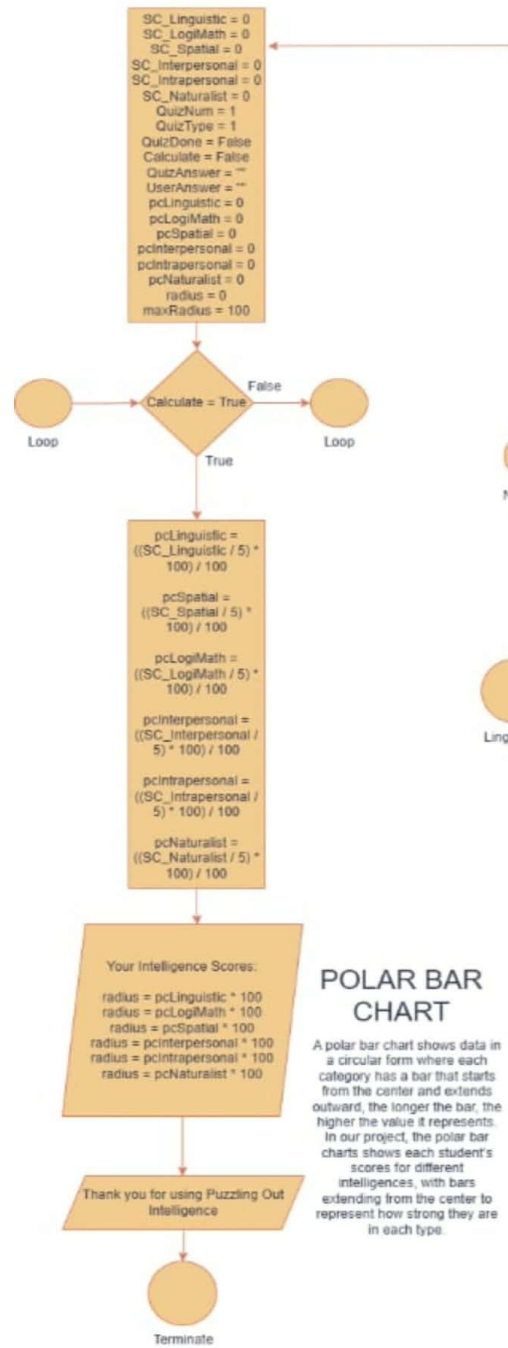 SC_Linguistic = 0
SC_LogiMath = 0
SC_Spatial = 0
SC_Interpersonal = 0
SC_Intrapersonal = 0
SC_Naturalist = 0
QuizNum = 1
QuizType = 1
QuizDone = False
Calculate = False
QuizAnswer = ""
UserAnswer = ""
pcLinguistic = 0
pcLogiMath = 0
pcSpatial = 0
pcInterpersonal = 0
pcIntrapersonal = 0
pcNaturalist = 0
radius = 0
maxRadius = 100
Calculate = True
False
Loop
Loop
True
N
pcLinguistic =
((SC_Linguistic / 5) *
100) / 100
pcSpatial =
((SC_Spatial / 5) *
100) / 100
pcLogiMath =
((SC_LogiMath / 5) *
100) / 100
Ling
pcInterpersonal =
((SC_Interpersonal /
5) * 100) / 100
pcIntrapersonal =
((SC_Intrapersonal /
5) * 100) / 100
pcNaturalist =
((SC_Naturalist / 5) *
100) / 100
Your Intelligence Scores:
radius = pcLinguistic * 100
radius = pcLogiMath * 100
radius = pcSpatial * 100
radius = pcInterpersonal * 100
radius = pcIntrapersonal * 100
radius = pcNaturalist * 100
POLAR BAR
CHART
A polar bar chart shows data in
a circular form where each
category has a bar that starts
from the center and extends
outward, the longer the bar, the
higher the value it represents.
In our project, the polar bar
charts shows each student's
scores for different
intelligences, with bars
extending from the center to
represent how strong they are
in each type.
Thank you for using Puzzling Out
Intelligence
Terminate